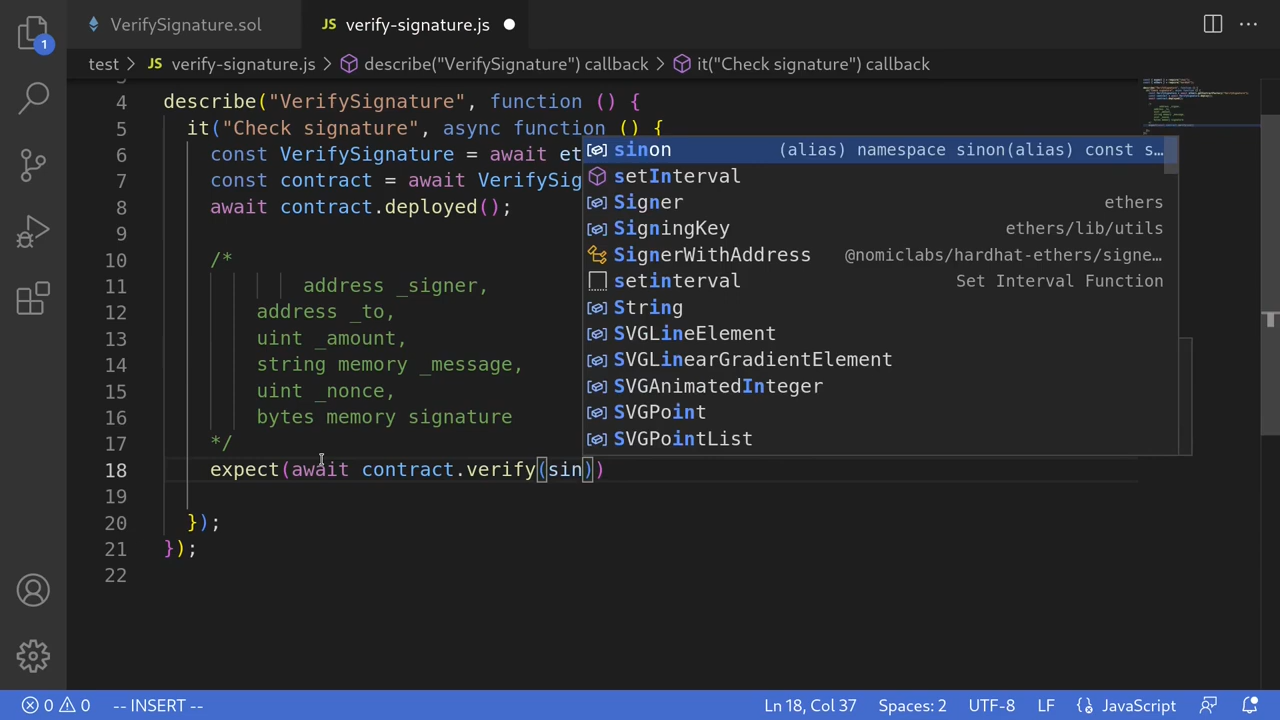 VerifySignature.sol
JS verify-signature.js
test > JS verify-signature.js > describe("VerifySignature") callback > it("Check signature") callback
4 describe("VerifySignature", function () {
5 it("Check signature", async function () {
6 const VerifySignature = await et
7 const contract = await VerifySig
8 await contract.deployed();
9
10 /*
11 address _signer,
12 address _to,
13 uint _amount,
14 string memory _message,
15 uint _nonce,
16 bytes memory signature
17 */
18 expect(await contract.verify(sin))
19
20 });
21 });
22
sinon (alias) namespace sinon(alias) const s…
setInterval
Signer ethers
SigningKey ethers/lib/utils
SignerWithAddress @nomiclabs/hardhat-ethers/signe…
setinterval Set Interval Function
String
SVGLineElement
SVGLinearGradientElement
SVGAnimatedInteger
SVGPoint
SVGPointList
1
0 0 -- INSERT -- Ln 18, Col 37 Spaces: 2 UTF-8 LF {} JavaScript